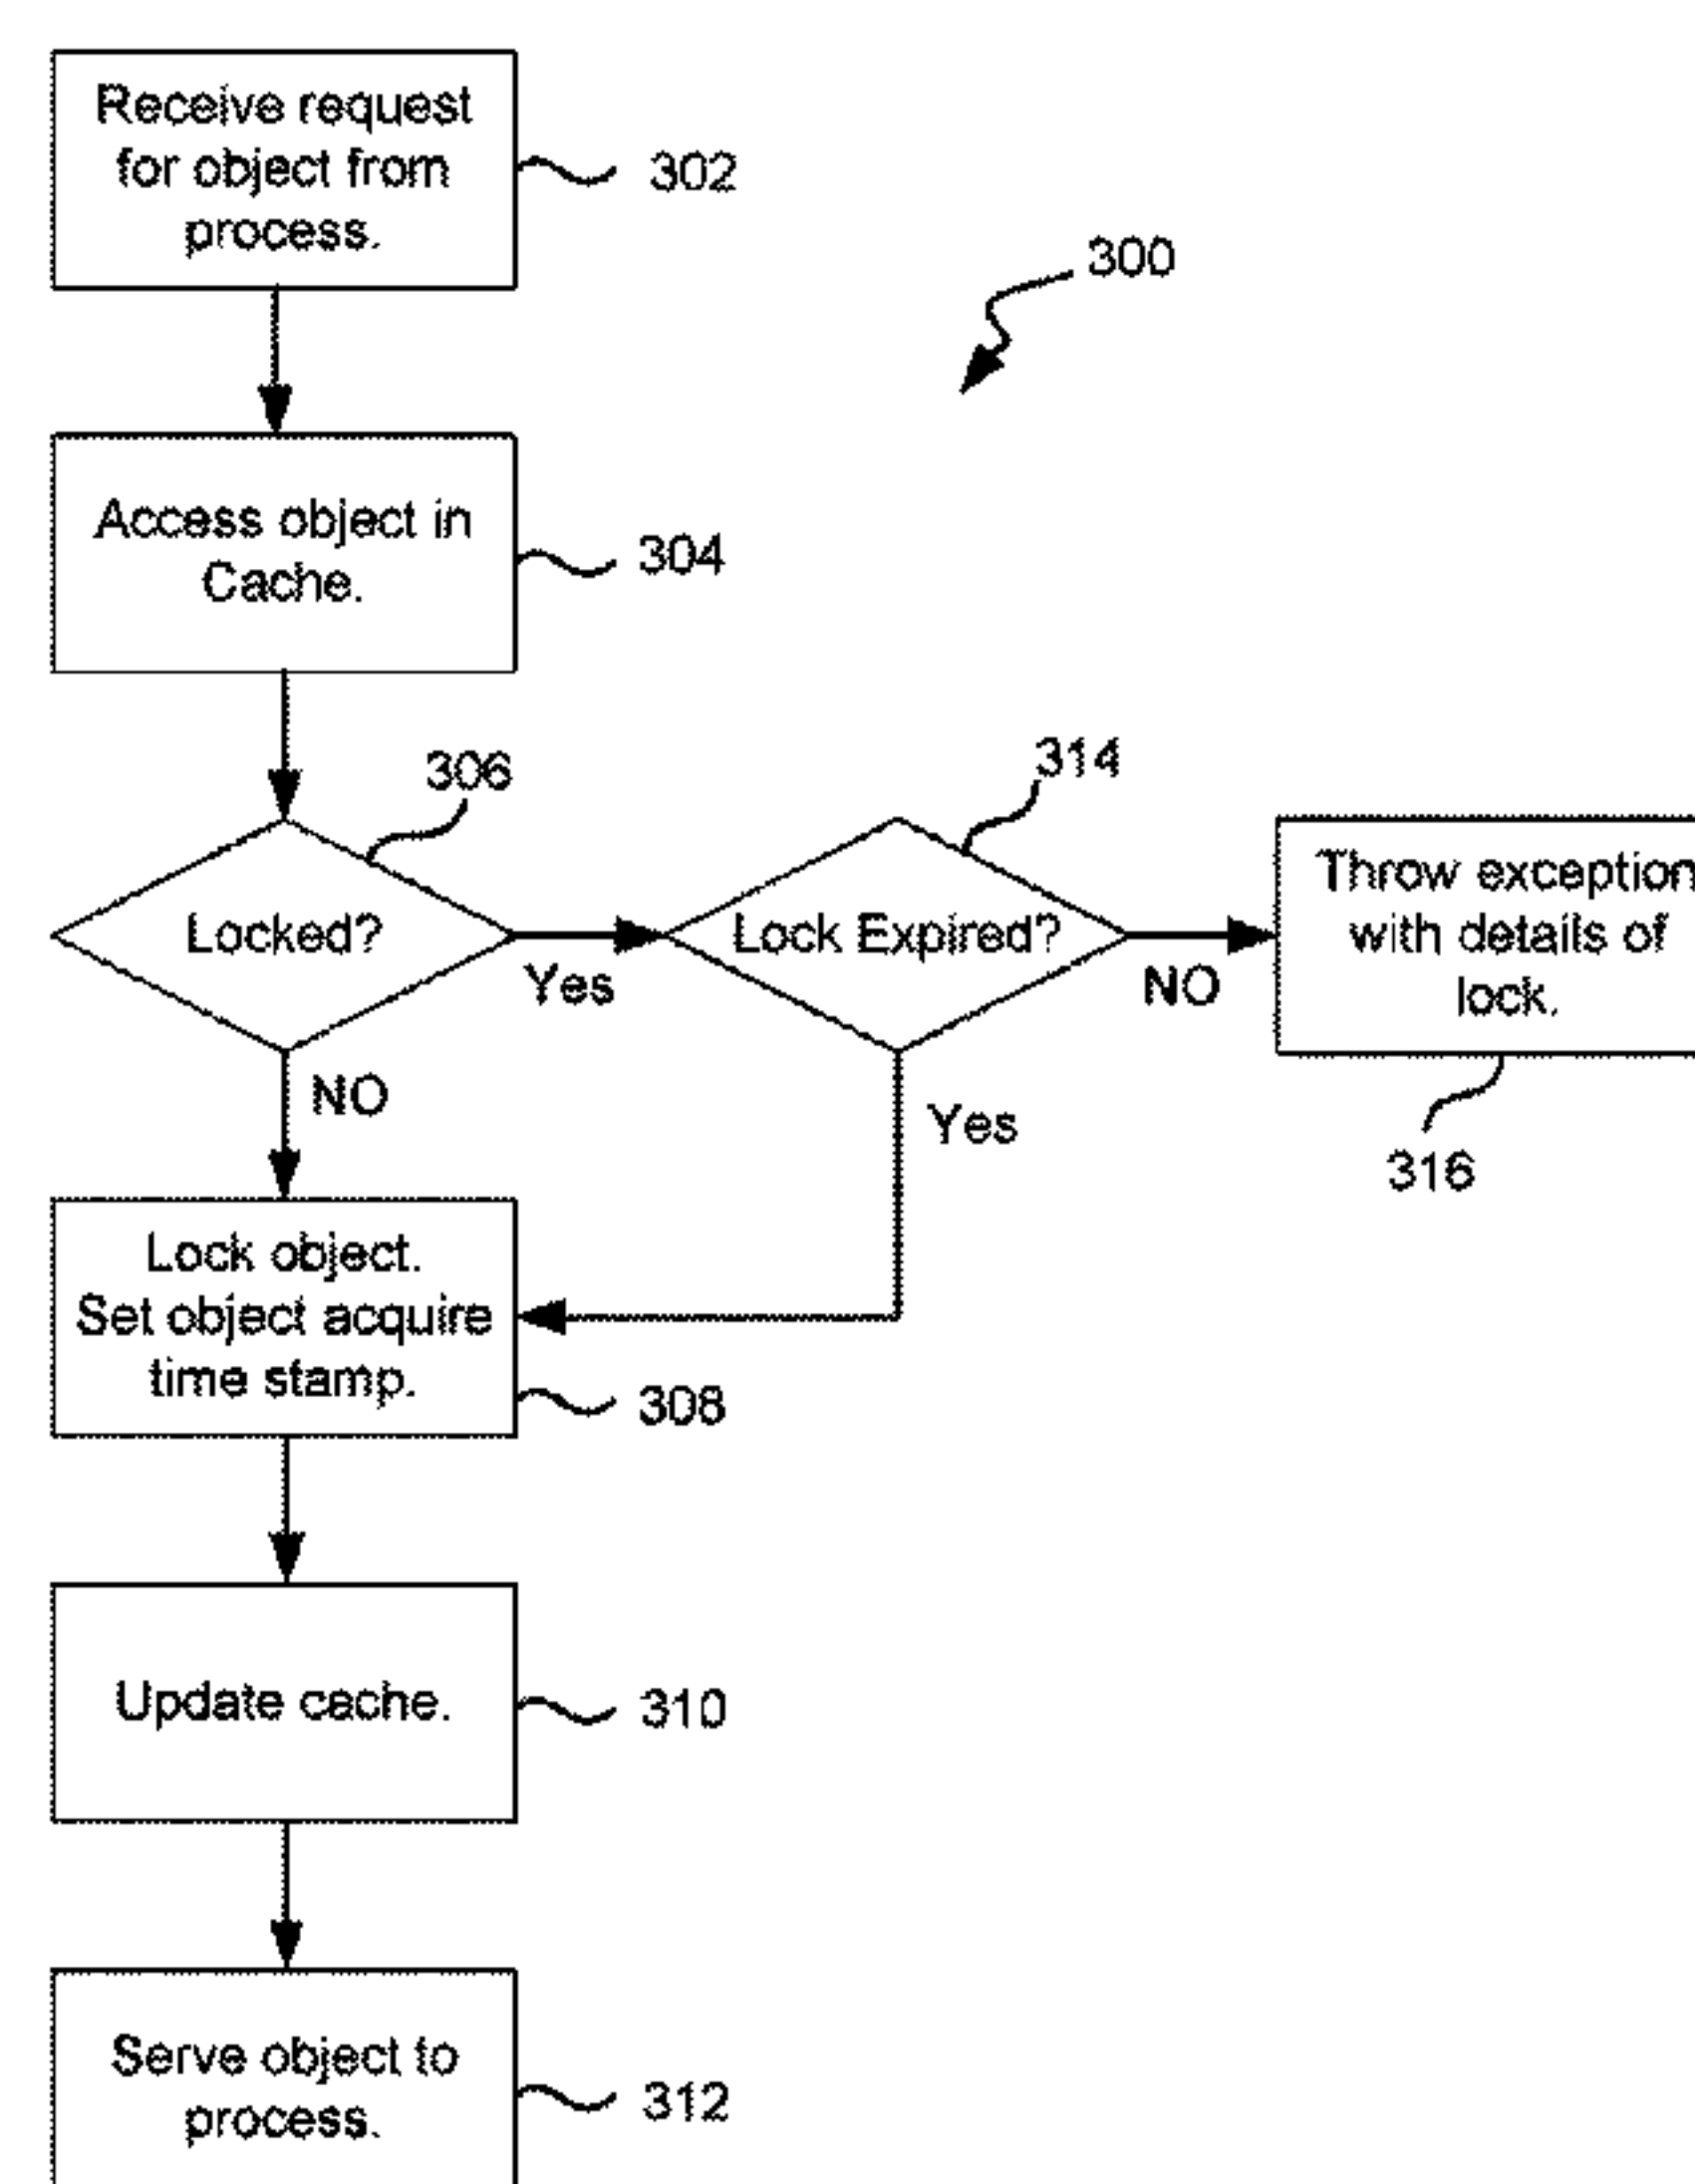 Receive request
for object from
process.
302
300
Access object in
Cache.
304
306
314
Locked?
Yes
Lock Expired?
NO
Throw exception
with details of
lock.
316
NO
Yes
Lock object.
Set object acquire
time stamp.
308
Update cache.
310
Serve object to
process.
312